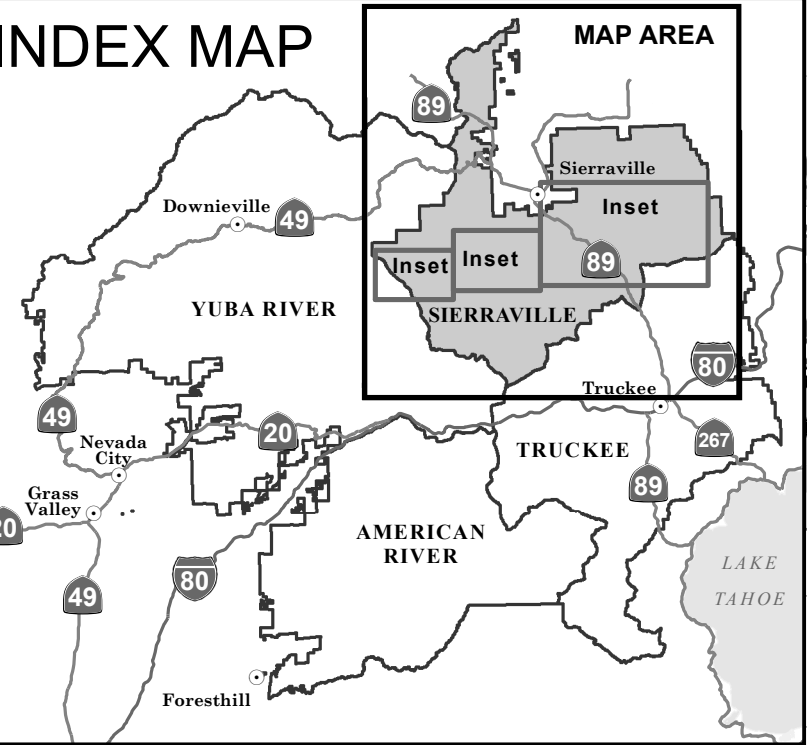 INDEX MAP
MAP AREA
89
Sierraville
Downieville
49
Inset
Inset
Inset
89
YUBA RIVER
SIERRAVILLE
80
Truckee
49
20
Nevada
City
TRUCKEE
267
Grass
Valley
89
20
AMERICAN
RIVER
80
49
LAKE
TAHOE
Foresthill